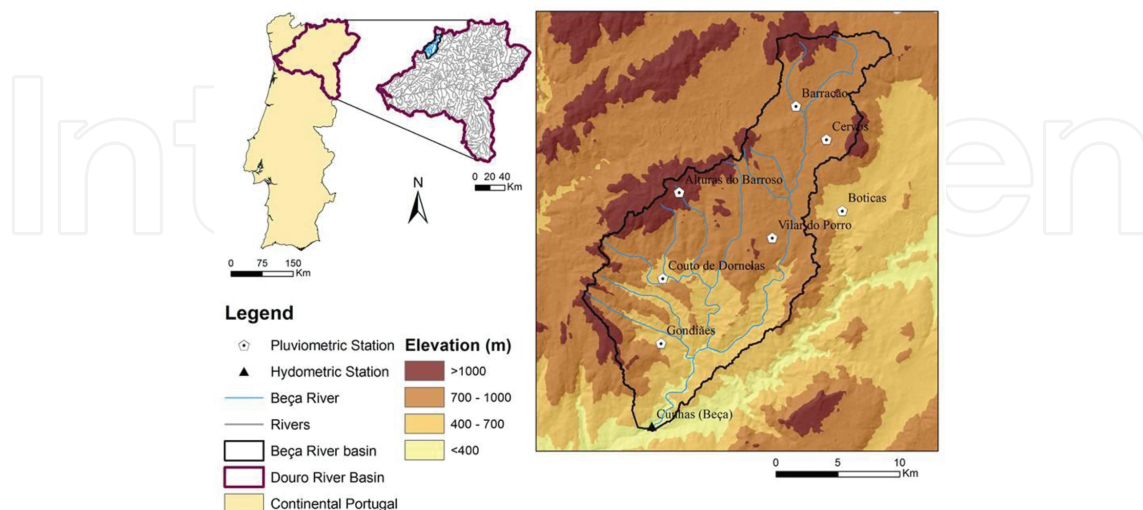 N
0 20 40
Km
0 75 150
Km
Legend
Pluviometric Station
Hydometric Station
Beça River
Rivers
Beça River basin
Douro River Basin
Continental Portugal
Elevation (m)
>1000
700 - 1000
400 - 700
<400
Barracão
Cervos
Alturas do Barroso
Boticas
Vilar do Porro
Couto de Dornelas
Gondiães
Cunhas (Beça)
0 5 10
Km